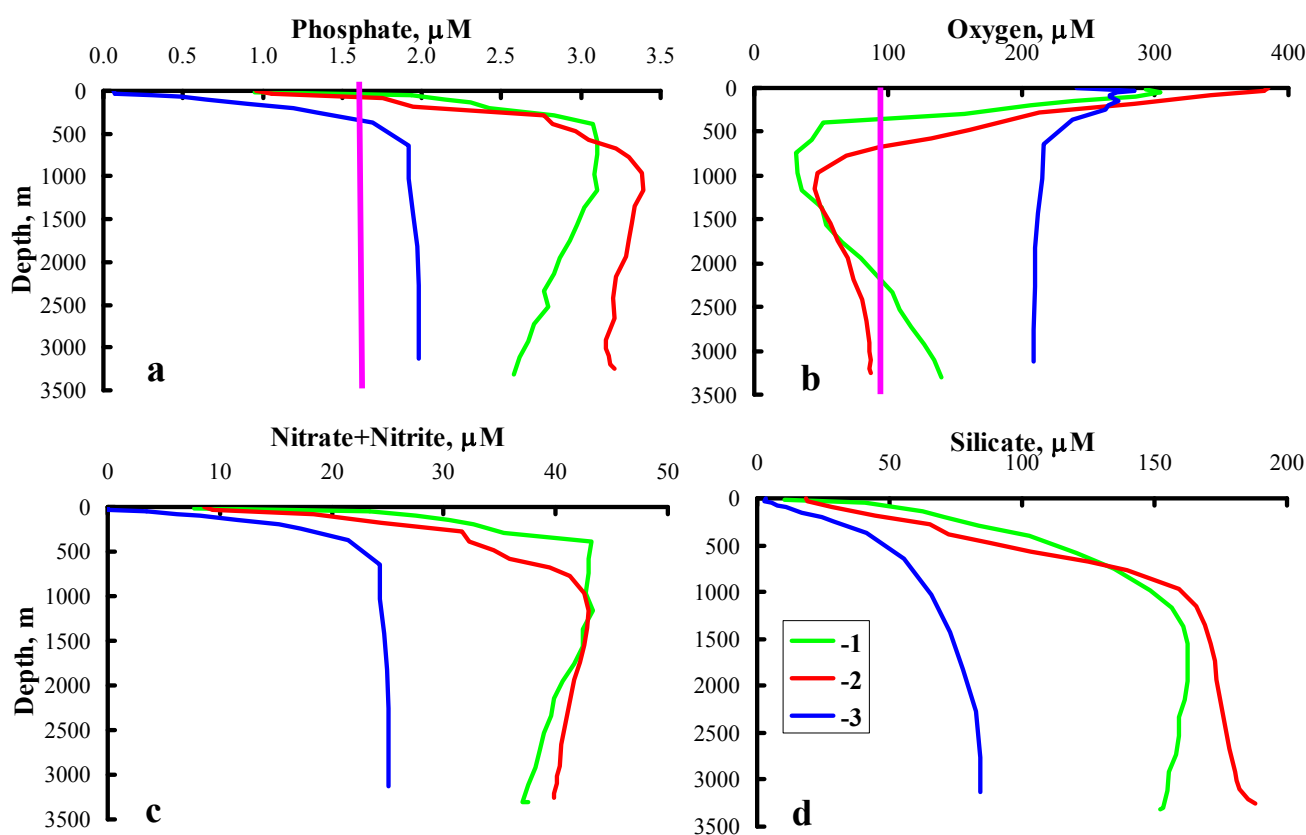 Phosphate, μM
0.0 0.5 1.0 1.5 2.0 2.5 3.0 3.5
Depth, m
0
500
1000
1500
2000
2500
3000
3500
a
Oxygen, μM
0 100 200 300 400
0
500
1000
1500
2000
2500
3000
3500
b
Nitrate+Nitrite, μM
0 10 20 30 40 50
Depth, m
0
500
1000
1500
2000
2500
3000
3500
c
Silicate, μM
0 50 100 150 200
0
500
1000
1500
2000
2500
3000
3500
-1
-2
-3
d